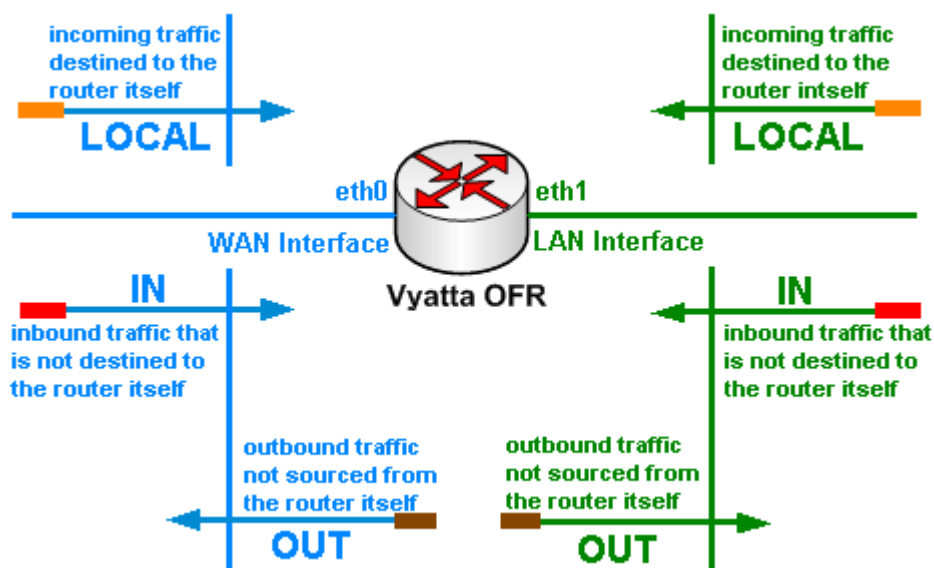 incoming traffic
destined to the
router itself
LOCAL
incoming traffic
destined to the
router intself
LOCAL
eth0
eth1
WAN Interface
LAN Interface
Vyatta OFR
IN
inbound traffic that
is not destined to
the router itself
IN
inbound traffic that
is not destined to
the router itself
outbound traffic
not sourced from
the router itself
OUT
outbound traffic
not sourced from
the router itself
OUT